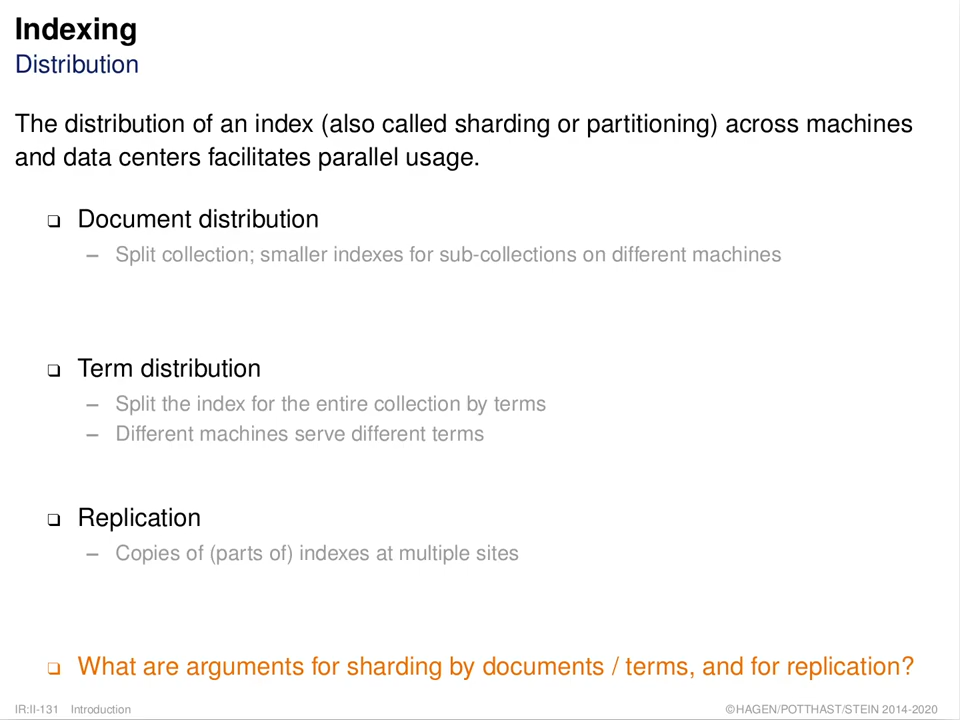 Indexing
Distribution
The distribution of an index (also called sharding or partitioning) across machines
and data centers facilitates parallel usage.
❑ Document distribution
– Split collection; smaller indexes for sub-collections on different machines
❑ Term distribution
– Split the index for the entire collection by terms
– Different machines serve different terms
❑ Replication
– Copies of (parts of) indexes at multiple sites
❑ What are arguments for sharding by documents / terms, and for replication?
IR:II-131 Introduction ©HAGEN/POTTHAST/STEIN 2014-2020